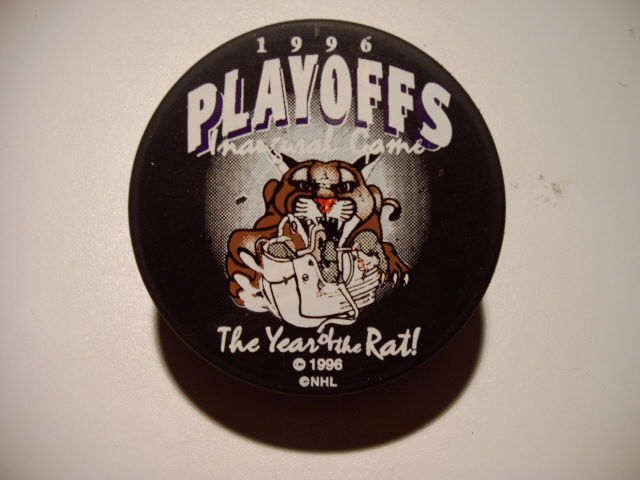 1996
PLAYOFFS
Inaugural Game
The Year of the Rat!
© 1996
©NHL